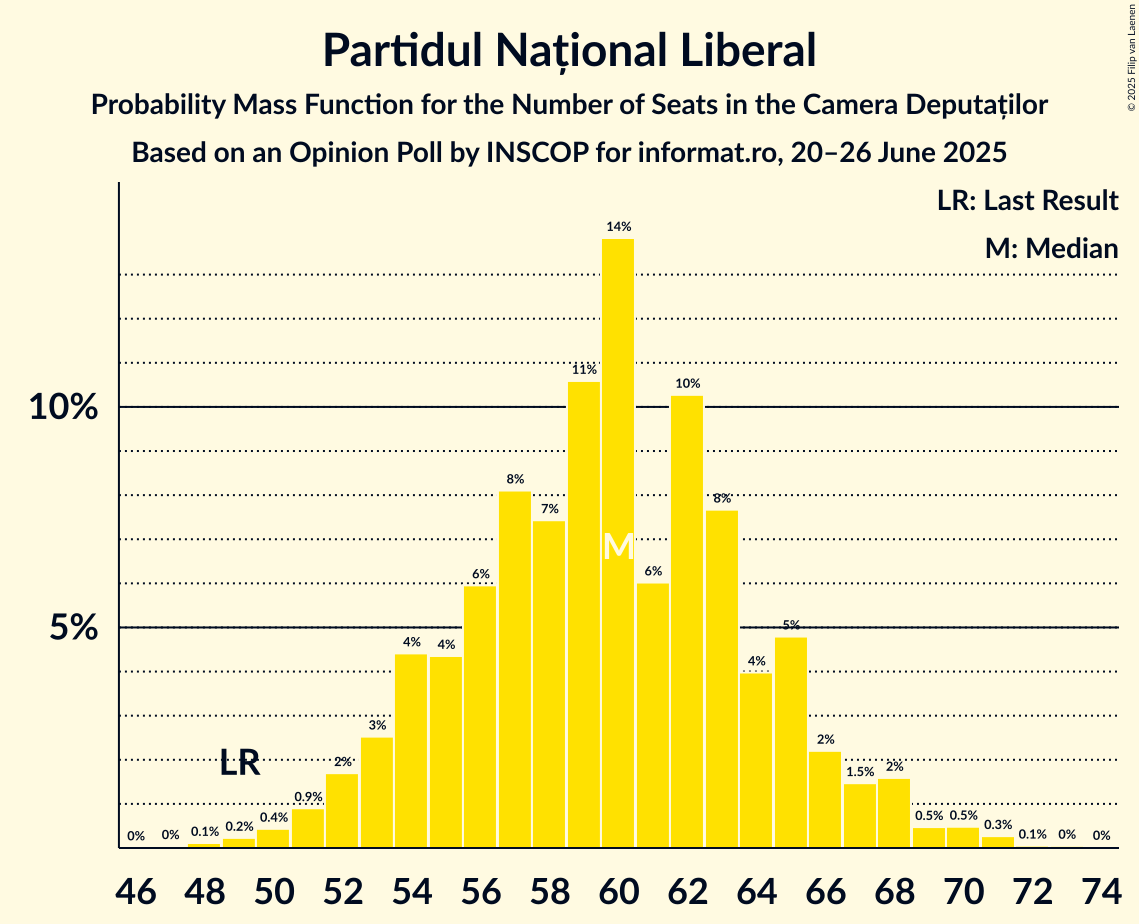 Partidul Național Liberal
Probability Mass Function for the Number of Seats in the Camera Deputaților
Based on an Opinion Poll by INSCOP for informat.ro, 20–26 June 2025
© 2025 Filip van Laenen
LR: Last Result
M: Median
10%
5%
0% 0% 0.1% 0.2% 0.4% 0.9% 2% 3% 4% 4% 6% 8% 7% 11% 14% 6% 10% 8% 4% 5% 2% 1.5% 2% 0.5% 0.5% 0.3% 0.1% 0% 0%
LR
M
46 48 50 52 54 56 58 60 62 64 66 68 70 72 74